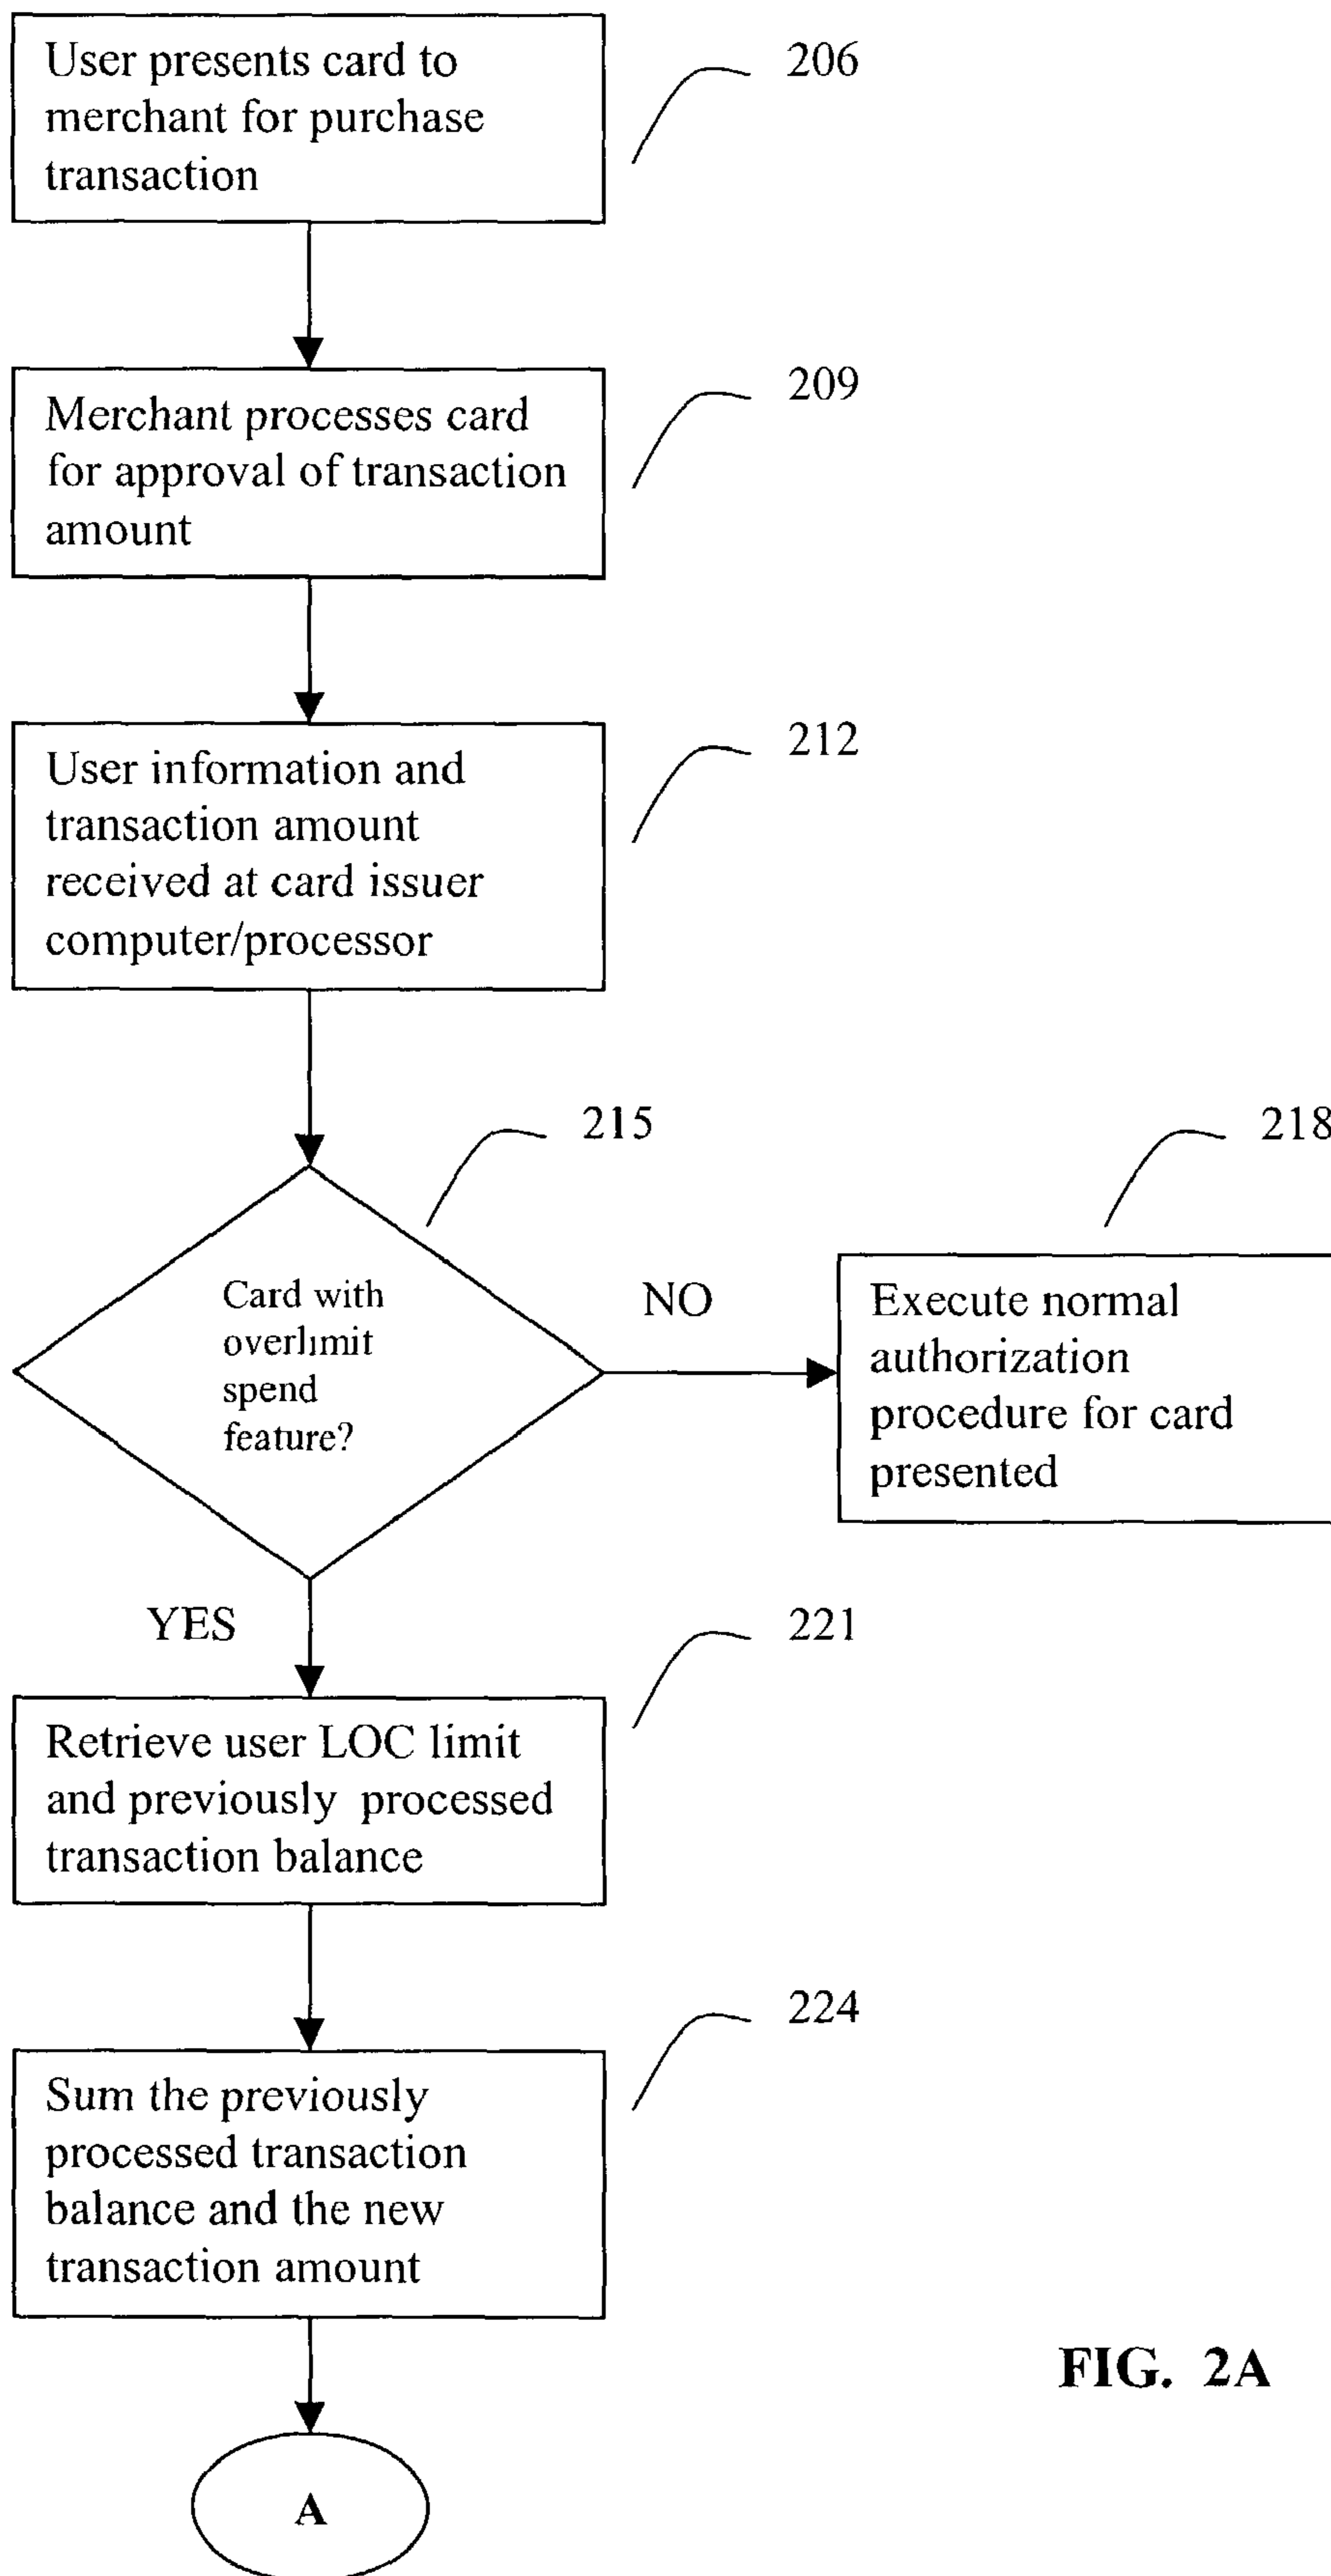 User presents card to
merchant for purchase
transaction
206
Merchant processes card
for approval of transaction
amount
209
User information and
transaction amount
received at card issuer
computer/processor
212
215
Card with
overlimit
spend
feature?
NO
218
Execute normal
authorization
procedure for card
presented
YES
221
Retrieve user LOC limit
and previously processed
transaction balance
224
Sum the previously
processed transaction
balance and the new
transaction amount
FIG. 2A
A